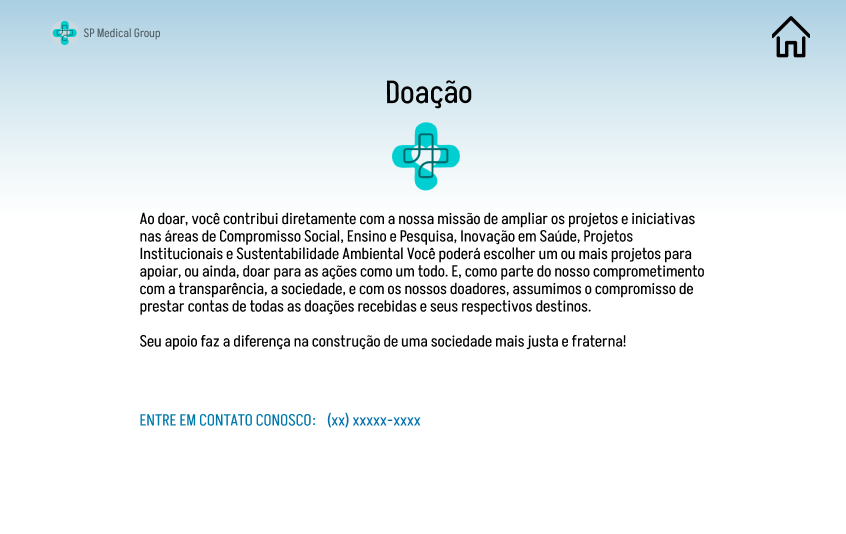 SP Medical Group
Doação
Ao doar, você contribui diretamente com a nossa missão de ampliar os projetos e iniciativas
nas áreas de Compromisso Social, Ensino e Pesquisa, Inovação em Saúde, Projetos
Institucionais e Sustentabilidade Ambiental Você poderá escolher um ou mais projetos para
apoiar, ou ainda, doar para as ações como um todo. E, como parte do nosso comprometimento
com a transparência, a sociedade, e com os nossos doadores, assumimos o compromisso de
prestar contas de todas as doações recebidas e seus respectivos destinos.
Seu apoio faz a diferença na construção de uma sociedade mais justa e fraterna!
ENTRE EM CONTATO CONOSCO: (xx) xxxxx-xxxx